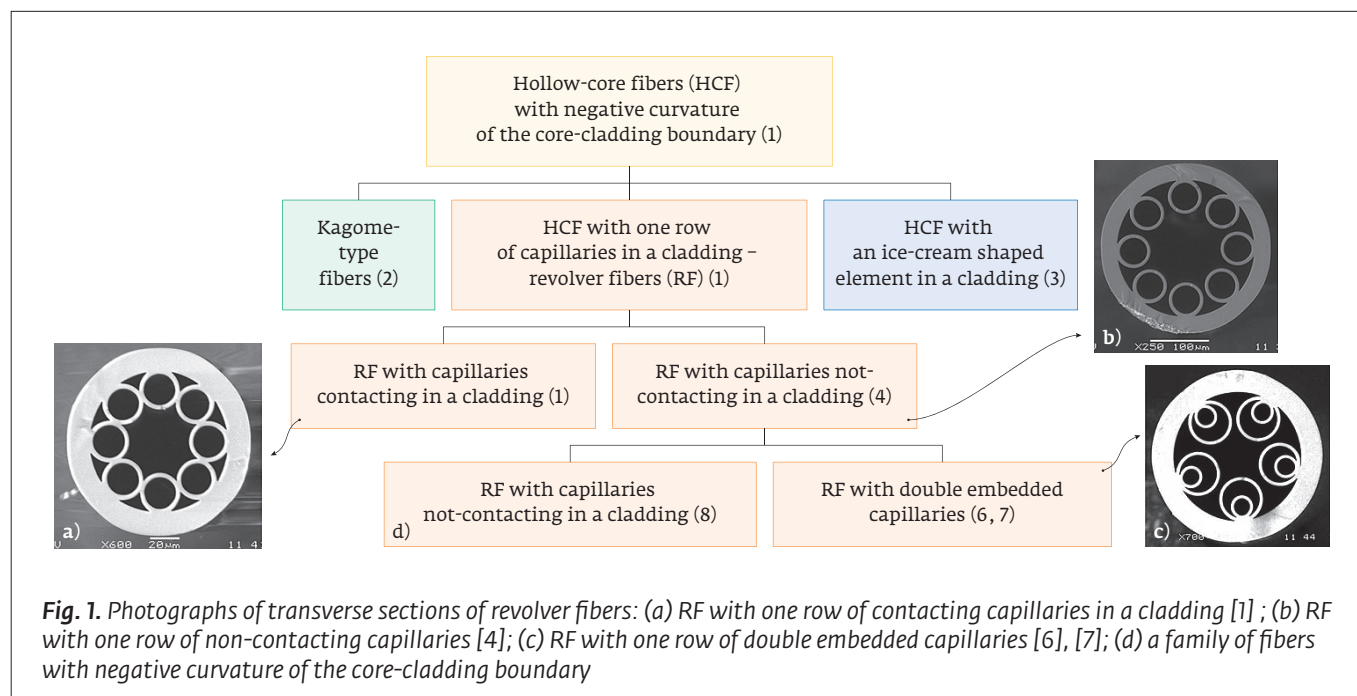 Hollow-core fibers (HCF)
with negative curvature
of the core-cladding boundary (1)
Kagome-
type
fibers (2)
HCF with one row
of capillaries in a cladding –
revolver fibers (RF) (1)
HCF with
an ice-cream shaped
element in a cladding (3)
b)
X250 100µm 11
RF with capillaries
contacting in a cladding (1)
RF with capillaries not-
contacting in a cladding (4)
a)
X600 20µm 11 41
RF with capillaries
not-contacting in a cladding (8)
d)
RF with double embedded
capillaries (6, 7)
c)
X700 11 44
Fig. 1. Photographs of transverse sections of revolver fibers: (a) RF with one row of contacting capillaries in a cladding [1] ; (b) RF
with one row of non-contacting capillaries [4]; (c) RF with one row of double embedded capillaries [6], [7]; (d) a family of fibers
with negative curvature of the core-cladding boundary